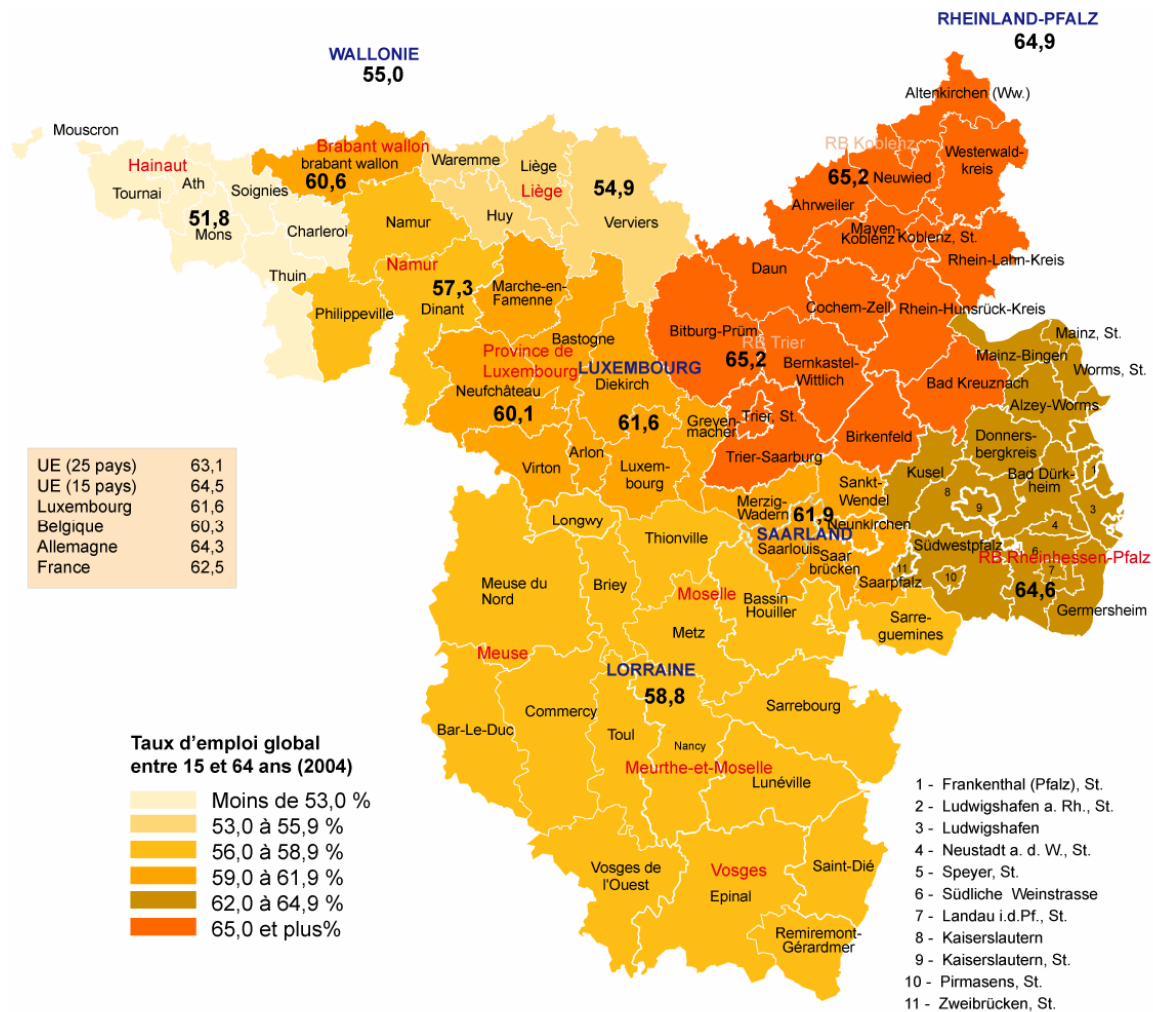 RHEINLAND-PFALZ
64,9
WALLONIE
55,0
Altenkirchen (Ww.)
Mouscron
Hainaut
Ath
Tournai
Soignies
51,8
Mons
Charleroi
Thuin
Brabant wallon
brabant wallon
60,6
Waremme
Liège
Liège
Huy
54,9
Verviers
RB Koblenz
65,2
Neuwied
Westerwald-
kreis
Ahrweiler
Mayen-
Koblenz
Koblenz, St.
Rhein-Lahn-Kreis
Namur
Namur
57,3
Dinant
Philippeville
Marche-en-
Famenne
Bastogne
Daun
Cochem-Zell
Rhein-Hunsrück-Kreis
Bitburg-Prüm
RB Trier
65,2
Bernkastel-
Wittlich
Bad Kreuznach
Mainz, St.
Mainz-Bingen
Worms, St.
Alzey-Worms
Province de
Luxembourg
Neufchâteau
60,1
LUXEMBOURG
Diekirch
61,6
Greven-
macher
Trier, St.
Trier-Saarburg
Birkenfeld
Virton
Arlon
Luxem-
bourg
Donners-
bergkreis
Kusel
Bad Dürk-
heim
1
8
9
3
4
UE (25 pays) 63,1
UE (15 pays) 64,5
Luxembourg 61,6
Belgique 60,3
Allemagne 64,3
France 62,5
Merzig-
Wadern
61,9
Sankt-
Wendel
Neunkirchen
SAARLAND
Saarlouis
Saar
brücken
Saarpfalz
Südwestpfalz
6
RB Rheinhessen-Pfalz
11
10
7
64,6
Germersheim
Longwy
Thionville
Meuse du
Nord
Briey
Moselle
Bassin
Houiller
Metz
Sarre-
guemines
Meuse
LORRAINE
58,8
Bar-Le-Duc
Commercy
Toul
Nancy
Sarrebourg
Meurthe-et-Moselle
Lunéville
Vosges de
l'Ouest
Vosges
Epinal
Saint-Dié
Remiremont-
Gérardmer
Taux d'emploi global
entre 15 et 64 ans (2004)
Moins de 53,0 %
53,0 à 55,9 %
56,0 à 58,9 %
59,0 à 61,9 %
62,0 à 64,9 %
65,0 et plus%
1 - Frankenthal (Pfalz), St.
2 - Ludwigshafen a. Rh., St.
3 - Ludwigshafen
4 - Neustadt a. d. W., St.
5 - Speyer, St.
6 - Südliche Weinstrasse
7 - Landau i.d.Pf., St.
8 - Kaiserslautern
9 - Kaiserslautern, St.
10 - Pirmasens, St.
11 - Zweibrücken, St.